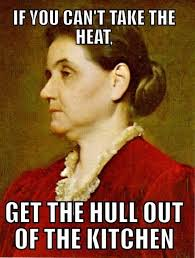 IF YOU CAN'T TAKE THE
HEAT,
GET THE HULL OUT
OF THE KITCHEN